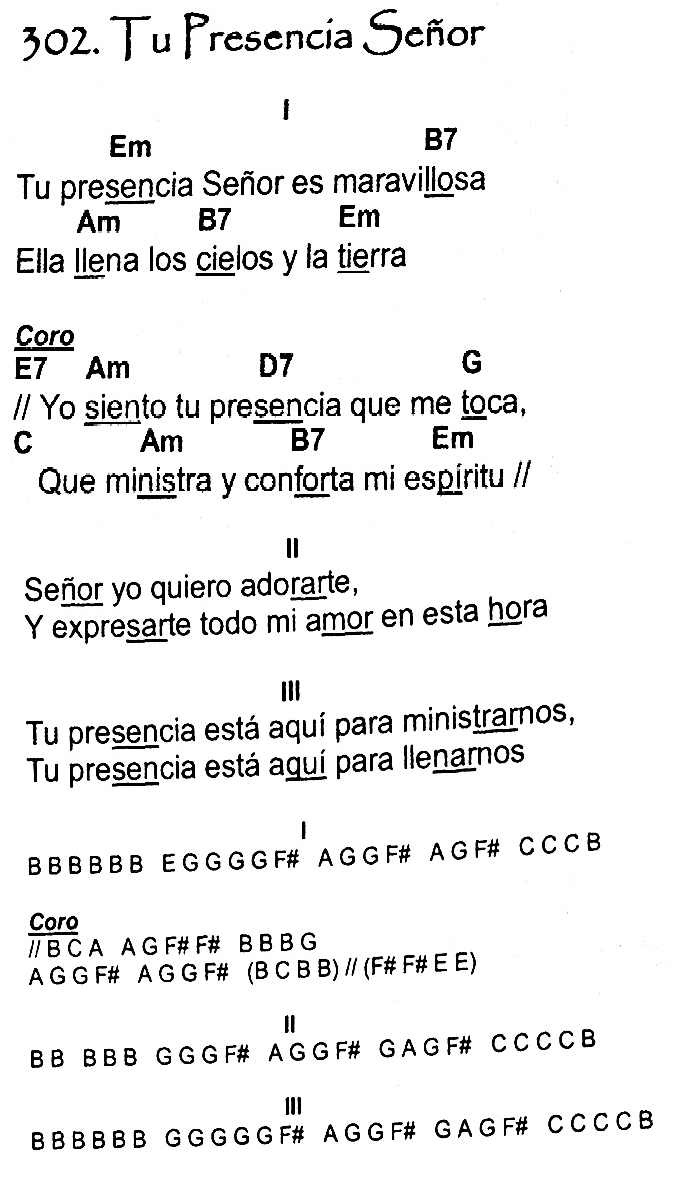 302. Tu Presencia Señor
I
Em B7
Tu presencia Señor es maravillosa
Am B7 Em
Ella llena los cielos y la tierra
Coro
E7 Am D7 G
// Yo siento tu presencia que me toca,
C Am B7 Em
Que ministra y conforta mi espíritu //
II
Señor yo quiero adorarte,
Y expresarte todo mi amor en esta hora
III
Tu presencia está aquí para ministrarnos,
Tu presencia está aquí para llenarnos
I
B B B B B B E G G G G F# A G G F# A G F# C C C B
Coro
// B C A A G F# F# B B B G
A G G F# A G G F# (B C B B) // (F# F# E E)
II
B B B B B G G G F# A G G F# G A G F# C C C C B
III
B B B B B B G G G G G F# A G G F# G A G F# C C C C B